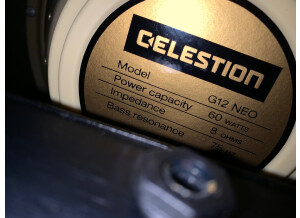 CELESTION
Model G12 NEO
Power capacity 60 WATTS
Impedance 8 OHMS
Bass resonance